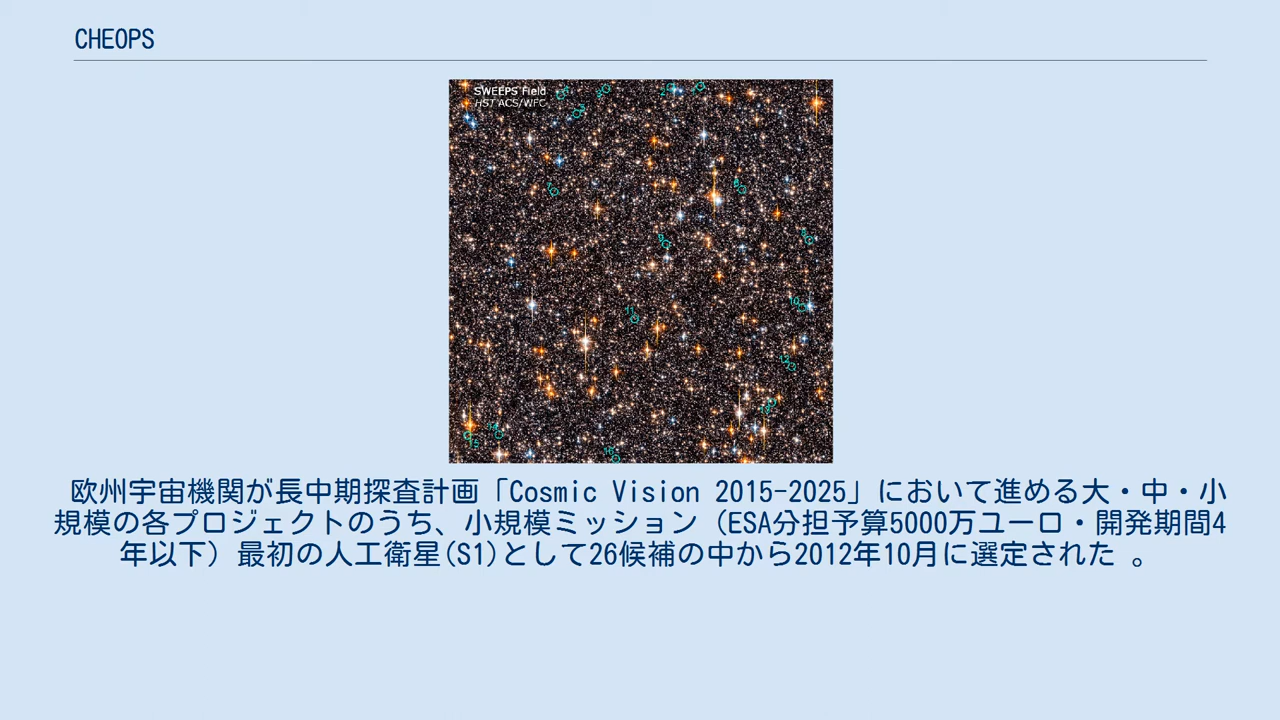 CHEOPS
SWEEPS Field
HST ACS/WFC
欧州宇宙機関が長中期探査計画「Cosmic Vision 2015-2025」において進める大・中・小
規模の各プロジェクトのうち、小規模ミッション（ESA分担予算5000万ユーロ・開発期間4
年以下）最初の人工衛星(S1)として26候補の中から2012年10月に選定された 。